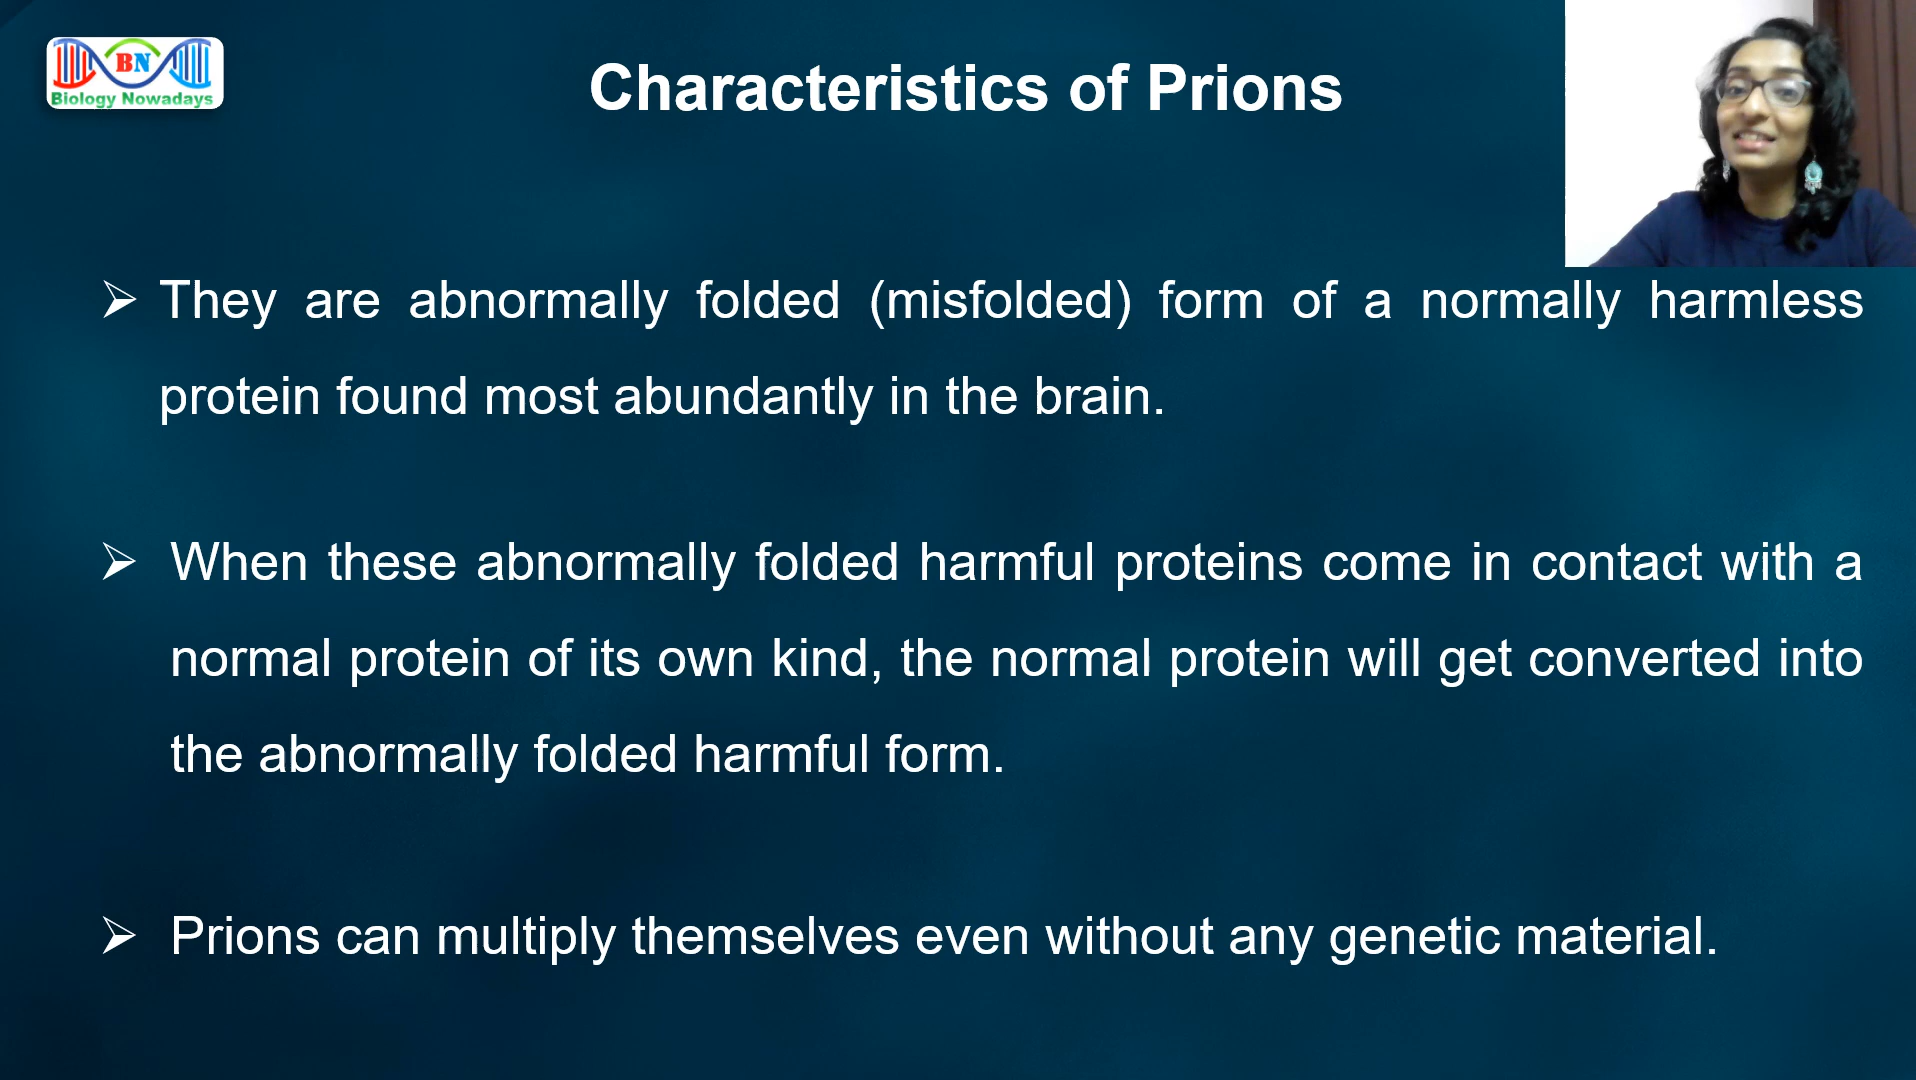 BN
Biology Nowadays
Characteristics of Prions
➢ They are abnormally folded (misfolded) form of a normally harmless
protein found most abundantly in the brain.
➢ When these abnormally folded harmful proteins come in contact with a
normal protein of its own kind, the normal protein will get converted into
the abnormally folded harmful form.
➢ Prions can multiply themselves even without any genetic material.